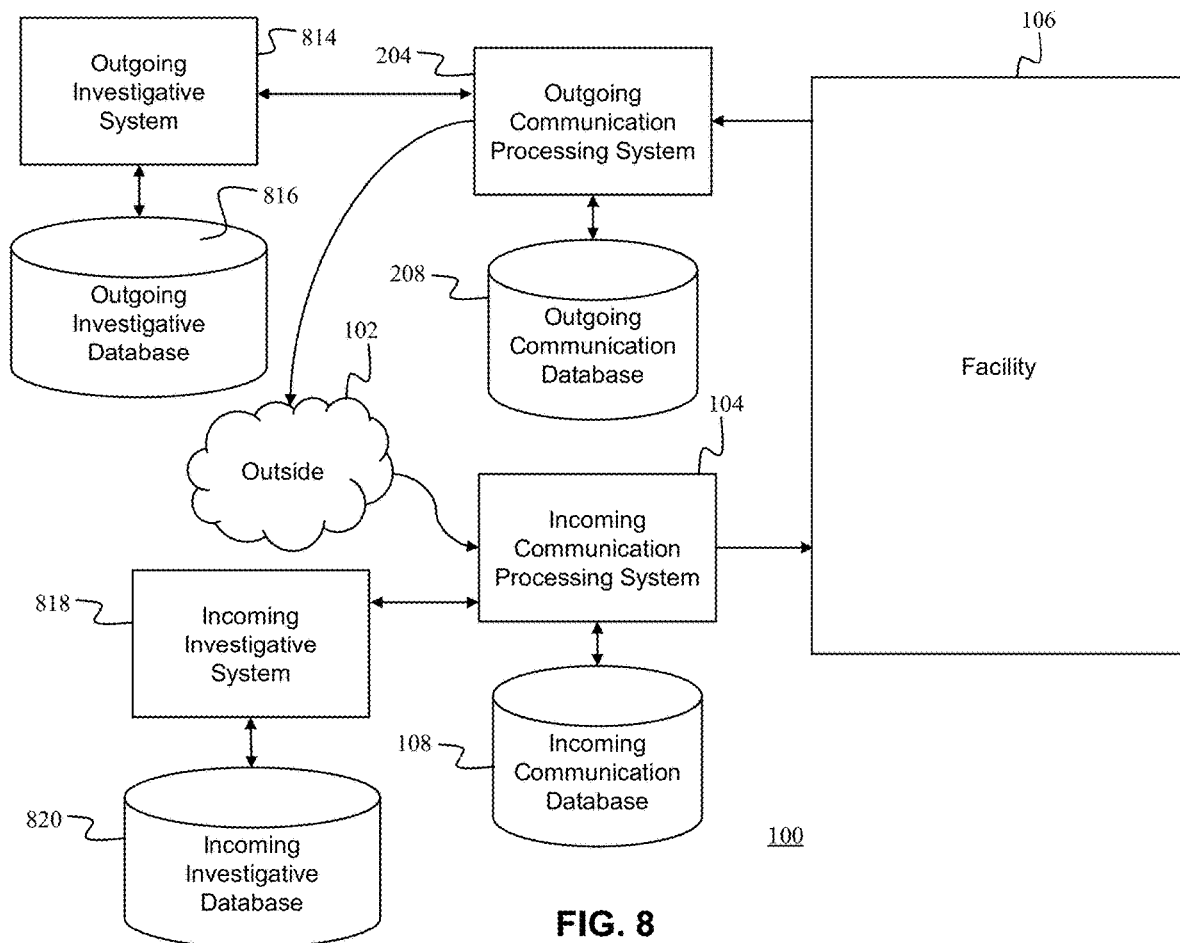 814
Outgoing
Investigative
System
204
Outgoing
Communication
Processing System
106
Facility
816
Outgoing
Investigative
Database
208
Outgoing
Communication
Database
102
Outside
104
Incoming
Communication
Processing System
818
Incoming
Investigative
System
108
Incoming
Communication
Database
820
Incoming
Investigative
Database
100
FIG. 8